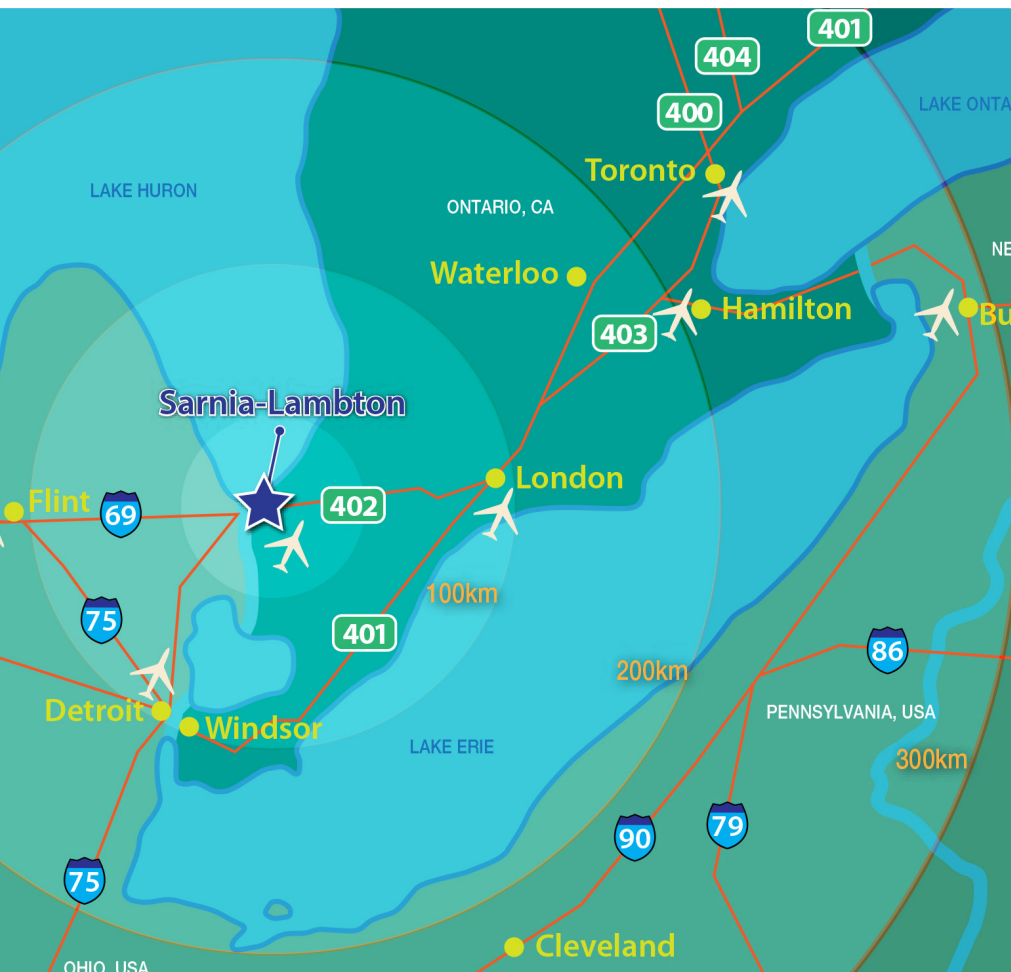 401
404
LAKE ONTA
400
Toronto
LAKE HURON
ONTARIO, CA
NE
Waterloo
Hamilton
Bu
403
Sarnia-Lambton
London
Flint
69
402
100km
75
401
86
200km
Detroit
Windsor
PENNSYLVANIA, USA
LAKE ERIE
300km
90
79
75
Cleveland
OHIO, USA